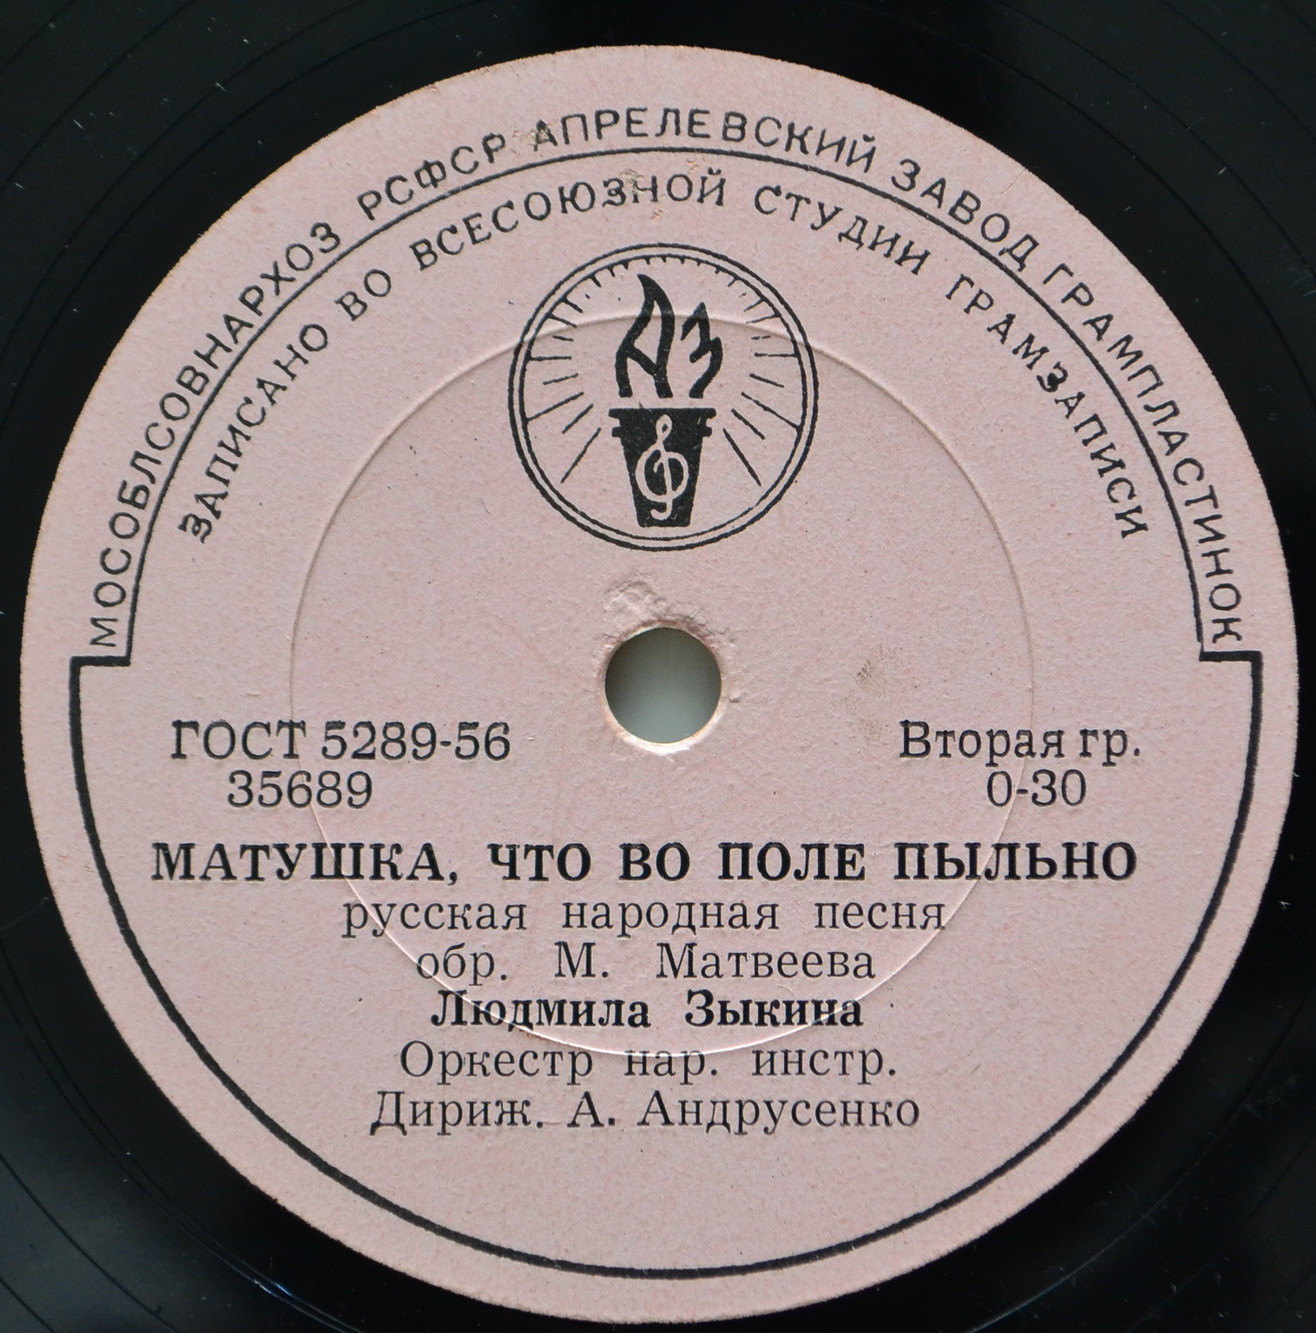 МОСОБЛСОВНАРХОЗ РСФСР АПРЕЛЕВСКИЙ ЗАВОД ГРАМПЛАСТИНОК
ЗАПИСАНО ВО ВСЕСОЮЗНОЙ СТУДИИ ГРАМЗАПИСИ
АЗ
ГОСТ 5289-56
35689
Вторая гр.
0-30
МАТУШКА, ЧТО ВО ПОЛЕ ПЫЛЬНО
русская народная песня
обр. М. Матвеева
Людмила Зыкина
Оркестр нар. инстр.
Дириж. А. Андрусенко